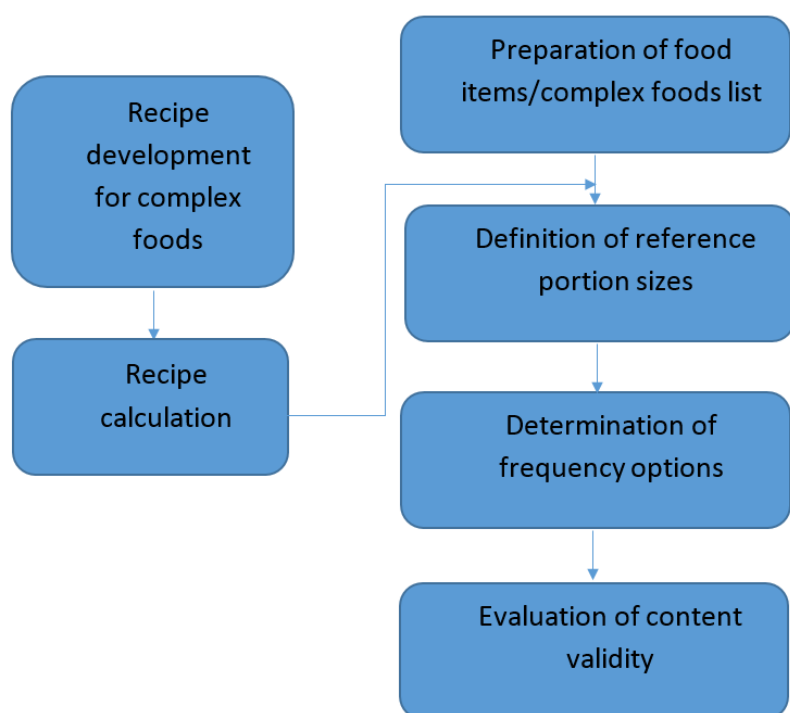 Preparation of food
items/complex foods list
Recipe
development
for complex
foods
Definition of reference
portion sizes
Recipe
calculation
Determination of
frequency options
Evaluation of content
validity